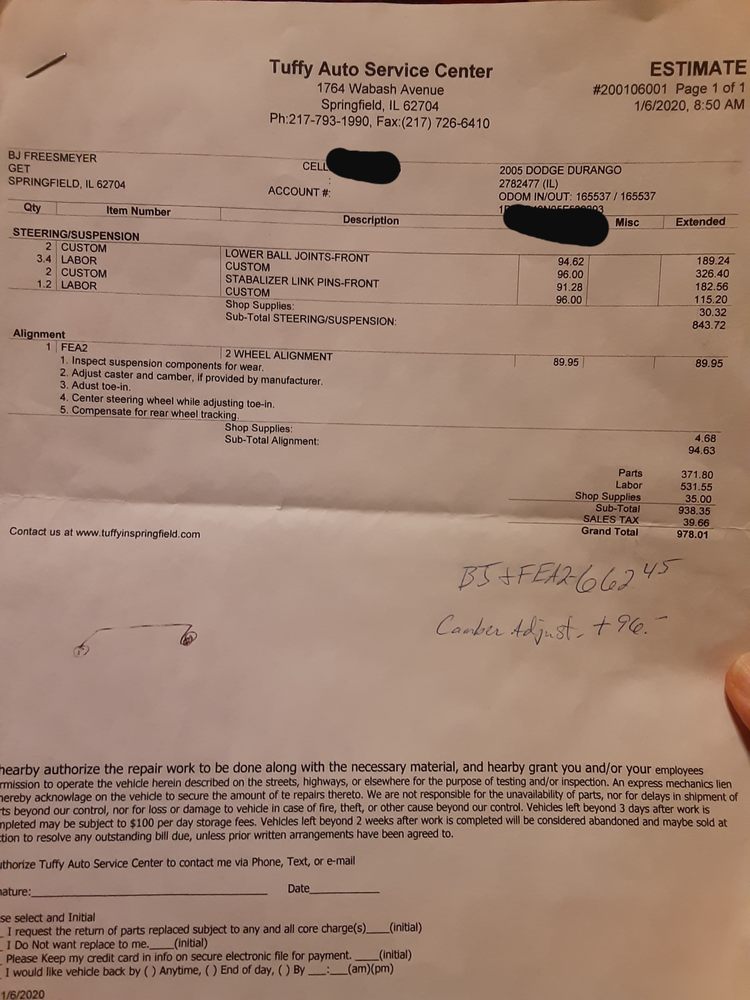 Tuffy Auto Service Center
1764 Wabash Avenue
Springfield, IL 62704
Ph:217-793-1990, Fax:(217) 726-6410
ESTIMATE
#200106001 Page 1 of 1
1/6/2020, 8:50 AM
BJ FREESMEYER
GET
SPRINGFIELD, IL 62704
CELL
:
ACCOUNT #:
2005 DODGE DURANGO
2782477 (IL)
ODOM IN/OUT: 165537 / 165537
Qty Item Number Description Misc Extended
STEERING/SUSPENSION
2 CUSTOM LOWER BALL JOINTS-FRONT 94.62 189.24
3.4 LABOR CUSTOM 96.00 326.40
2 CUSTOM STABALIZER LINK PINS-FRONT 91.28 182.56
1.2 LABOR CUSTOM 96.00 115.20
Shop Supplies: 30.32
Sub-Total STEERING/SUSPENSION: 843.72
Alignment
1 FEA2 2 WHEEL ALIGNMENT 89.95 89.95
1. Inspect suspension components for wear.
2. Adjust caster and camber, if provided by manufacturer.
3. Adust toe-in.
4. Center steering wheel while adjusting toe-in.
5. Compensate for rear wheel tracking.
Shop Supplies: 4.68
Sub-Total Alignment: 94.63
Parts 371.80
Labor 531.55
Shop Supplies 35.00
Sub-Total 938.35
SALES TAX 39.66
Grand Total 978.01
Contact us at www.tuffyinspringfield.com
BJ+FEA2-662 45
Camber Adjust. +96.-
hearby authorize the repair work to be done along with the necessary material, and hearby grant you and/or your employees
rmission to operate the vehicle herein described on the streets, highways, or elsewhere for the purpose of testing and/or inspection. An express mechanics lien
hereby acknowlage on the vehicle to secure the amount of te repairs thereto. We are not responsible for the unavailability of parts, nor for delays in shipment of
rts beyond our control, nor for loss or damage to vehicle in case of fire, theft, or other cause beyond our control. Vehicles left beyond 3 days after work is
mpleted may be subject to $100 per day storage fees. Vehicles left beyond 2 weeks after work is completed will be considered abandoned and maybe sold at
ction to resolve any outstanding bill due, unless prior written arrangements have been agreed to.
uthorize Tuffy Auto Service Center to contact me via Phone, Text, or e-mail
nature:____ Date____
se select and Initial
I request the return of parts replaced subject to any and all core charge(s)____(initial)
I Do Not want replace to me.____(initial)
Please Keep my credit card in info on secure electronic file for payment. ____(initial)
I would like vehicle back by ( ) Anytime, ( ) End of day, ( ) By ___:___(am)(pm)
1/6/2020